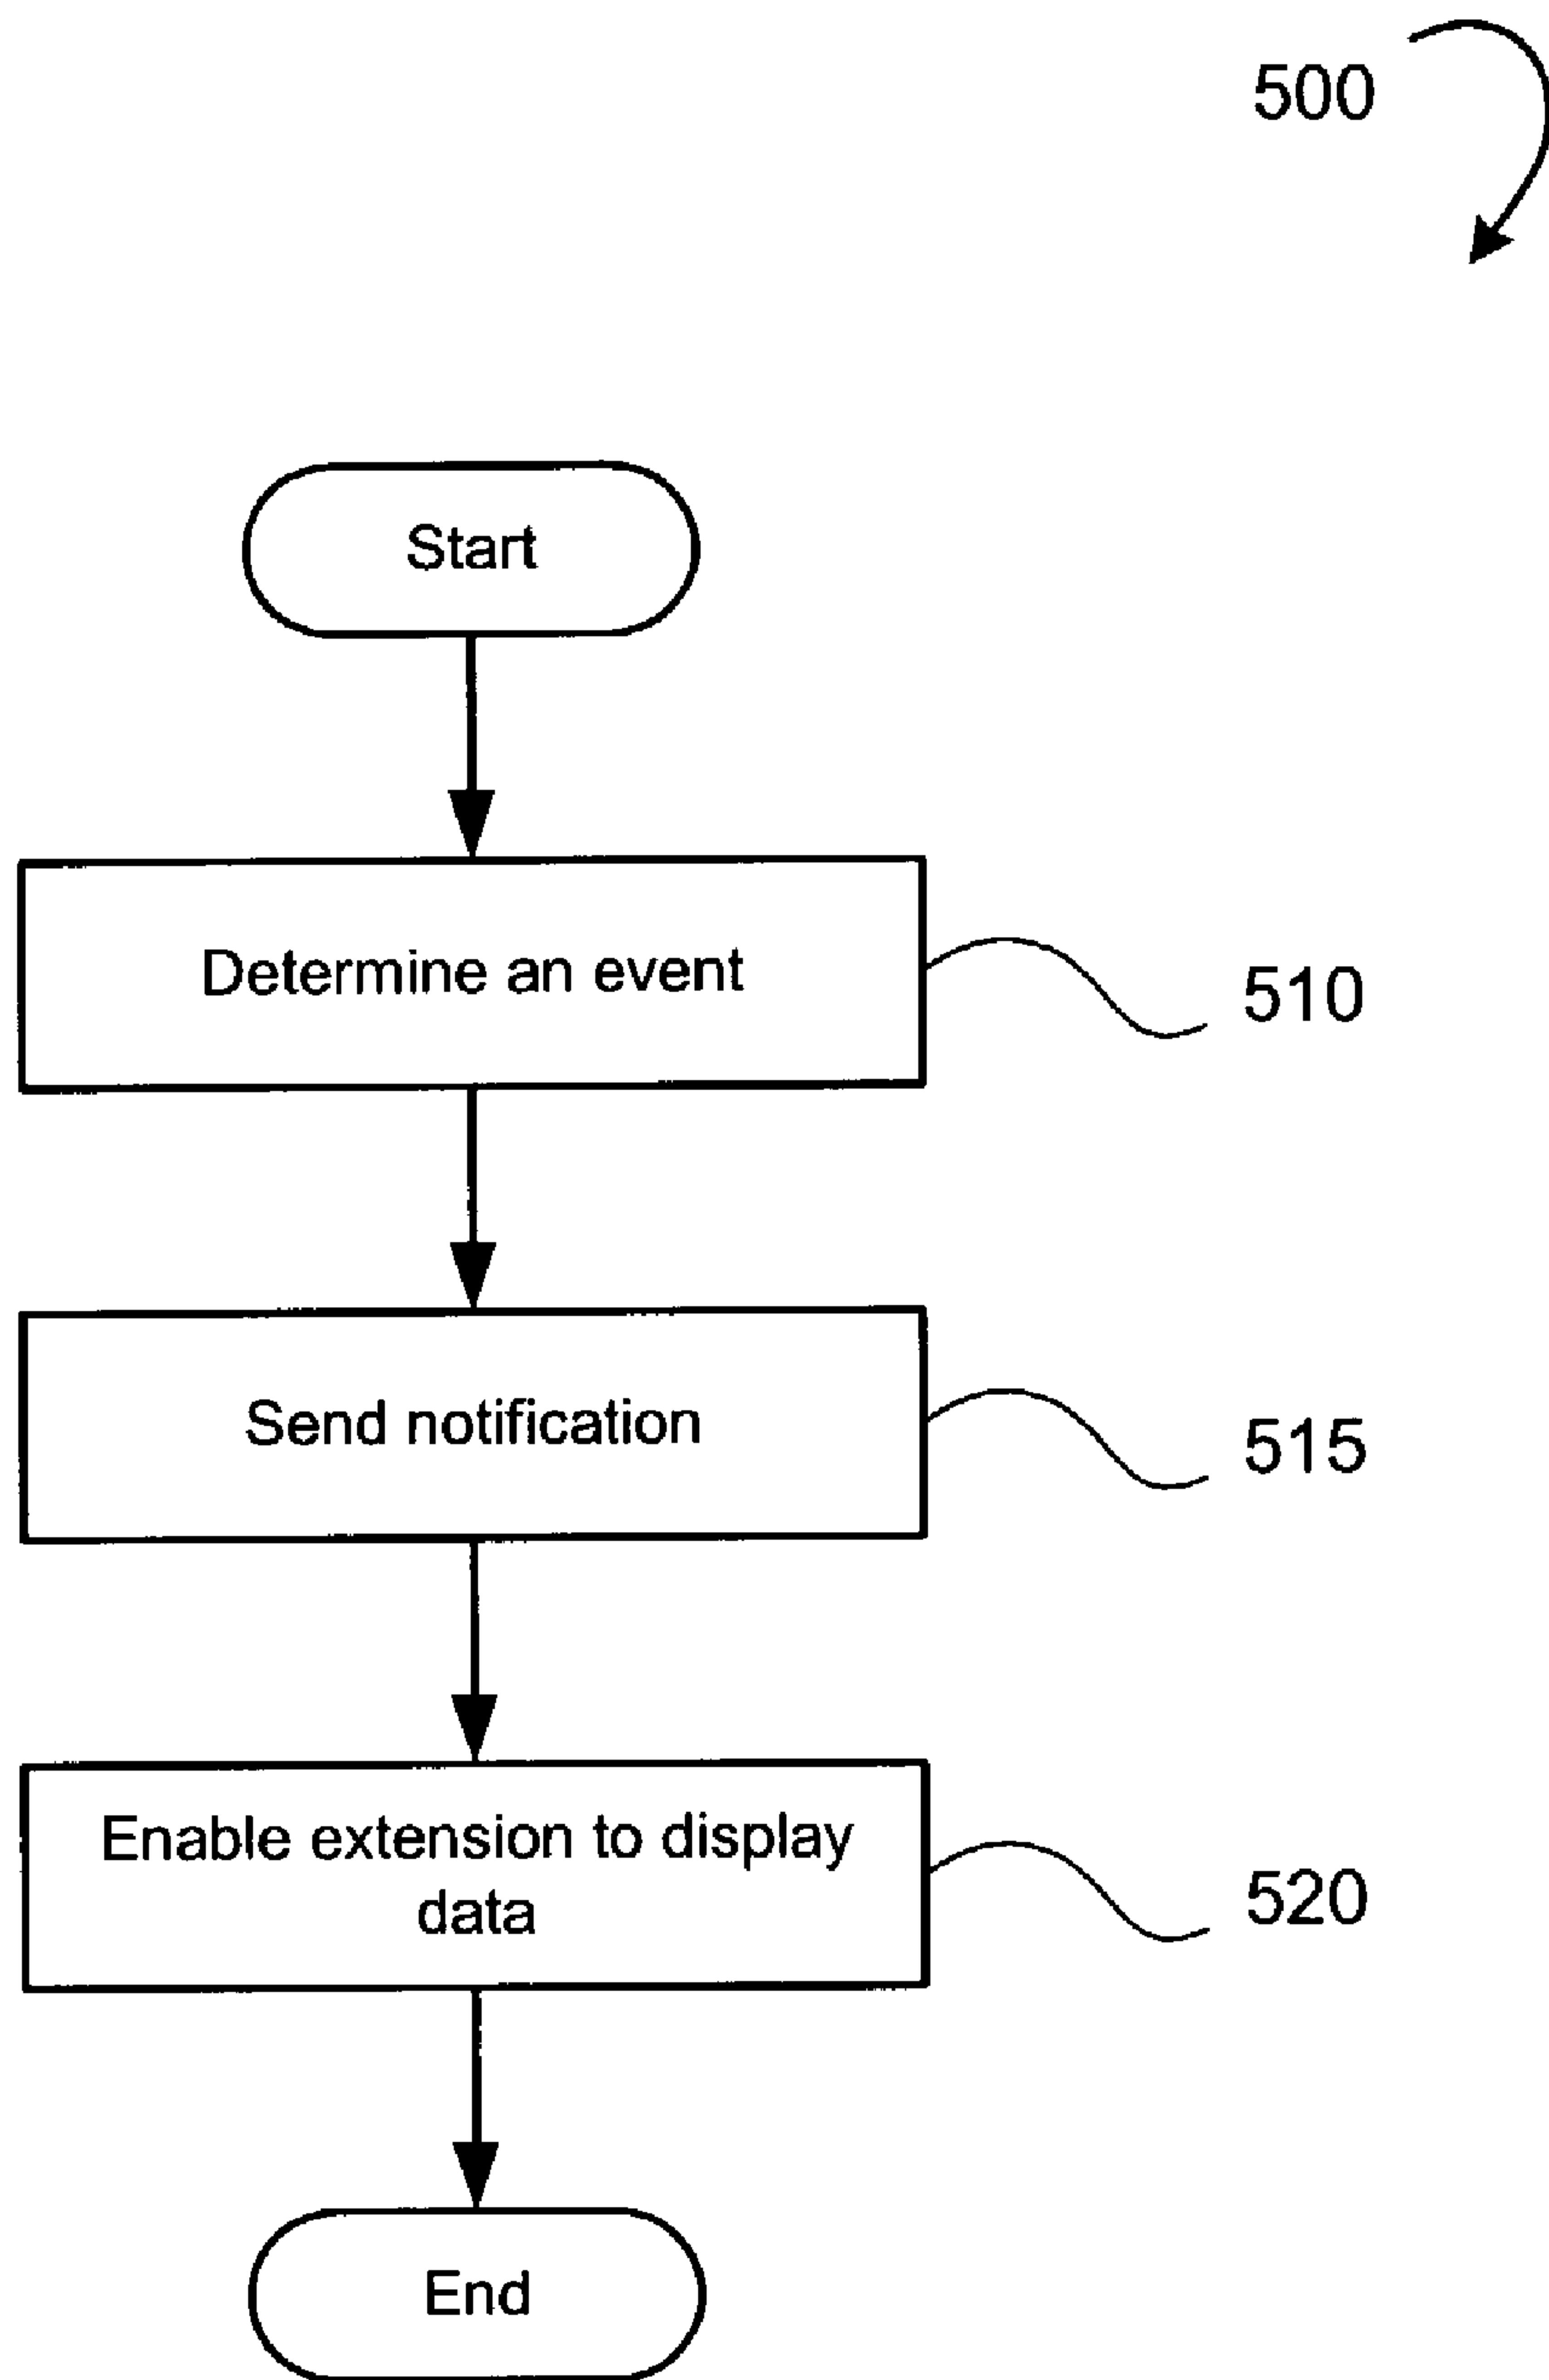 500
Start
Determine an event
510
Send notification
515
Enable extension to display
data
520
End